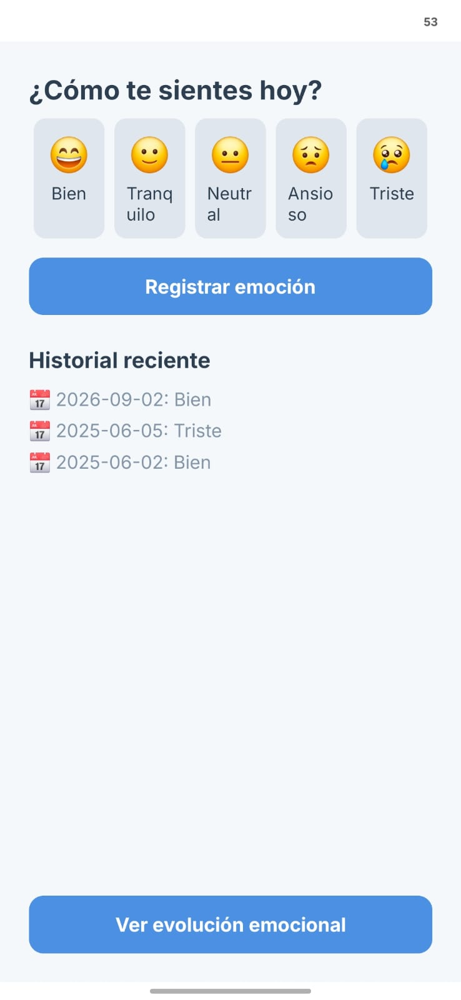 53
¿Cómo te sientes hoy?
Bien
Tranq
uilo
Neutr
al
Ansio
so
Triste
Registrar emoción
Historial reciente
📅 2026-09-02: Bien
📅 2025-06-05: Triste
📅 2025-06-02: Bien
Ver evolución emocional